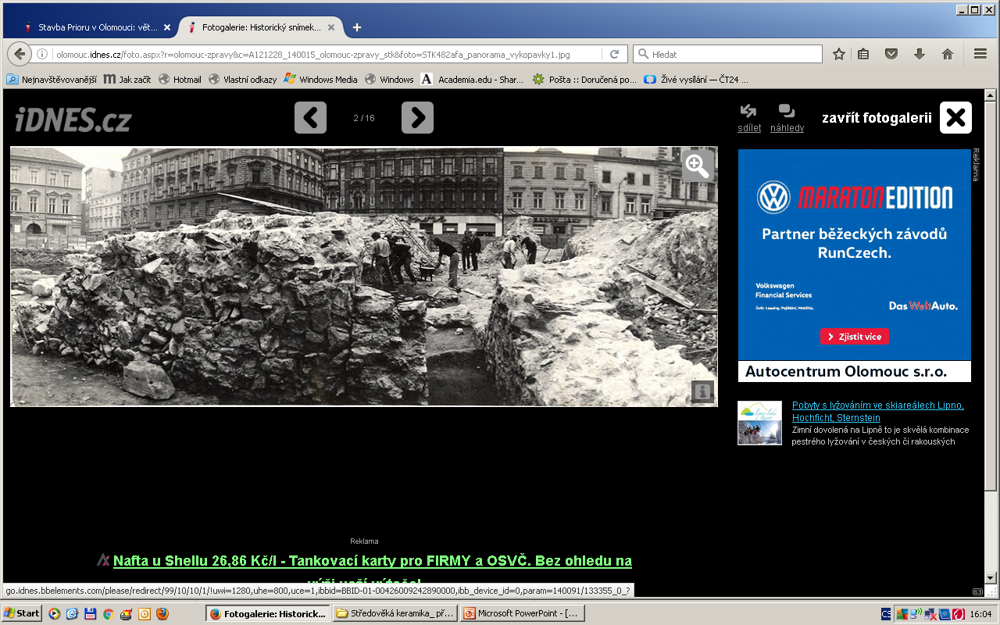 Stavba Prioru v Olomouci: vět...
Fotogalerie: Historický snímek...
olomouc.idnes.cz/foto.aspx?r=olomouc-zpravy&c=A121228_140015_olomouc-zpravy_stk&foto=STK482afa_panorama_vykopavky1.jpg
Hledat
Nejnavštěvovanější
Jak začít
Hotmail
Vlastní odkazy
Windows Media
Windows
Academia.edu - Shar...
Pošta :: Doručená po...
Živé vysílání — ČT24 ...
iDNES.cz
2 / 16
sdílet
náhledy
zavřít fotogalerii
Reklama
MARATONEDITION
Partner běžeckých závodů
RunCzech.
Volkswagen
Financial Services
Das WeltAuto.
Zjistit více
Autocentrum Olomouc s.r.o.
Pobyty s lyžováním ve skiareálech Lipno,
Hochficht, Sternstein
Zimní dovolená na Lipně to je skvělá kombinace
pestrého lyžování v českých či rakouských
Reklama
Nafta u Shellu 26,86 Kč/l - Tankovací karty pro FIRMY a OSVČ. Bez ohledu na
go.idnes.bbelements.com/please/redirect/99/10/10/1/!uwi=1280,uhe=800,uce=1,ibbid=BBID-01-00426009242890000,ibb_device_id=0,param=140091/133355_0_?
63
Start
Fotogalerie: Historick...
Středověká keramika_ př...
Microsoft PowerPoint - [...
CS
16:04